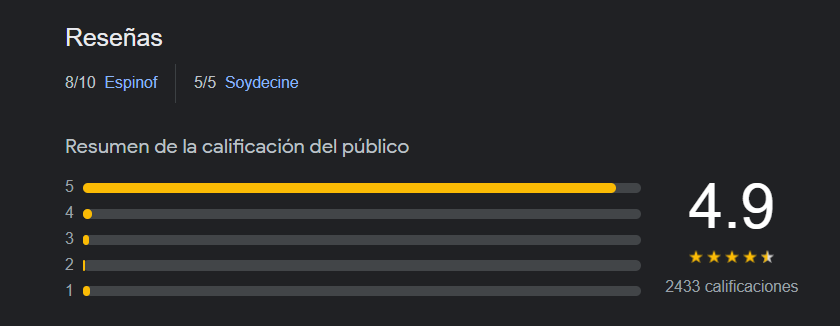 Reseñas
8/10 Espinof 5/5 Soydecine
Resumen de la calificación del público
5
4
3
2
1
4.9
2433 calificaciones